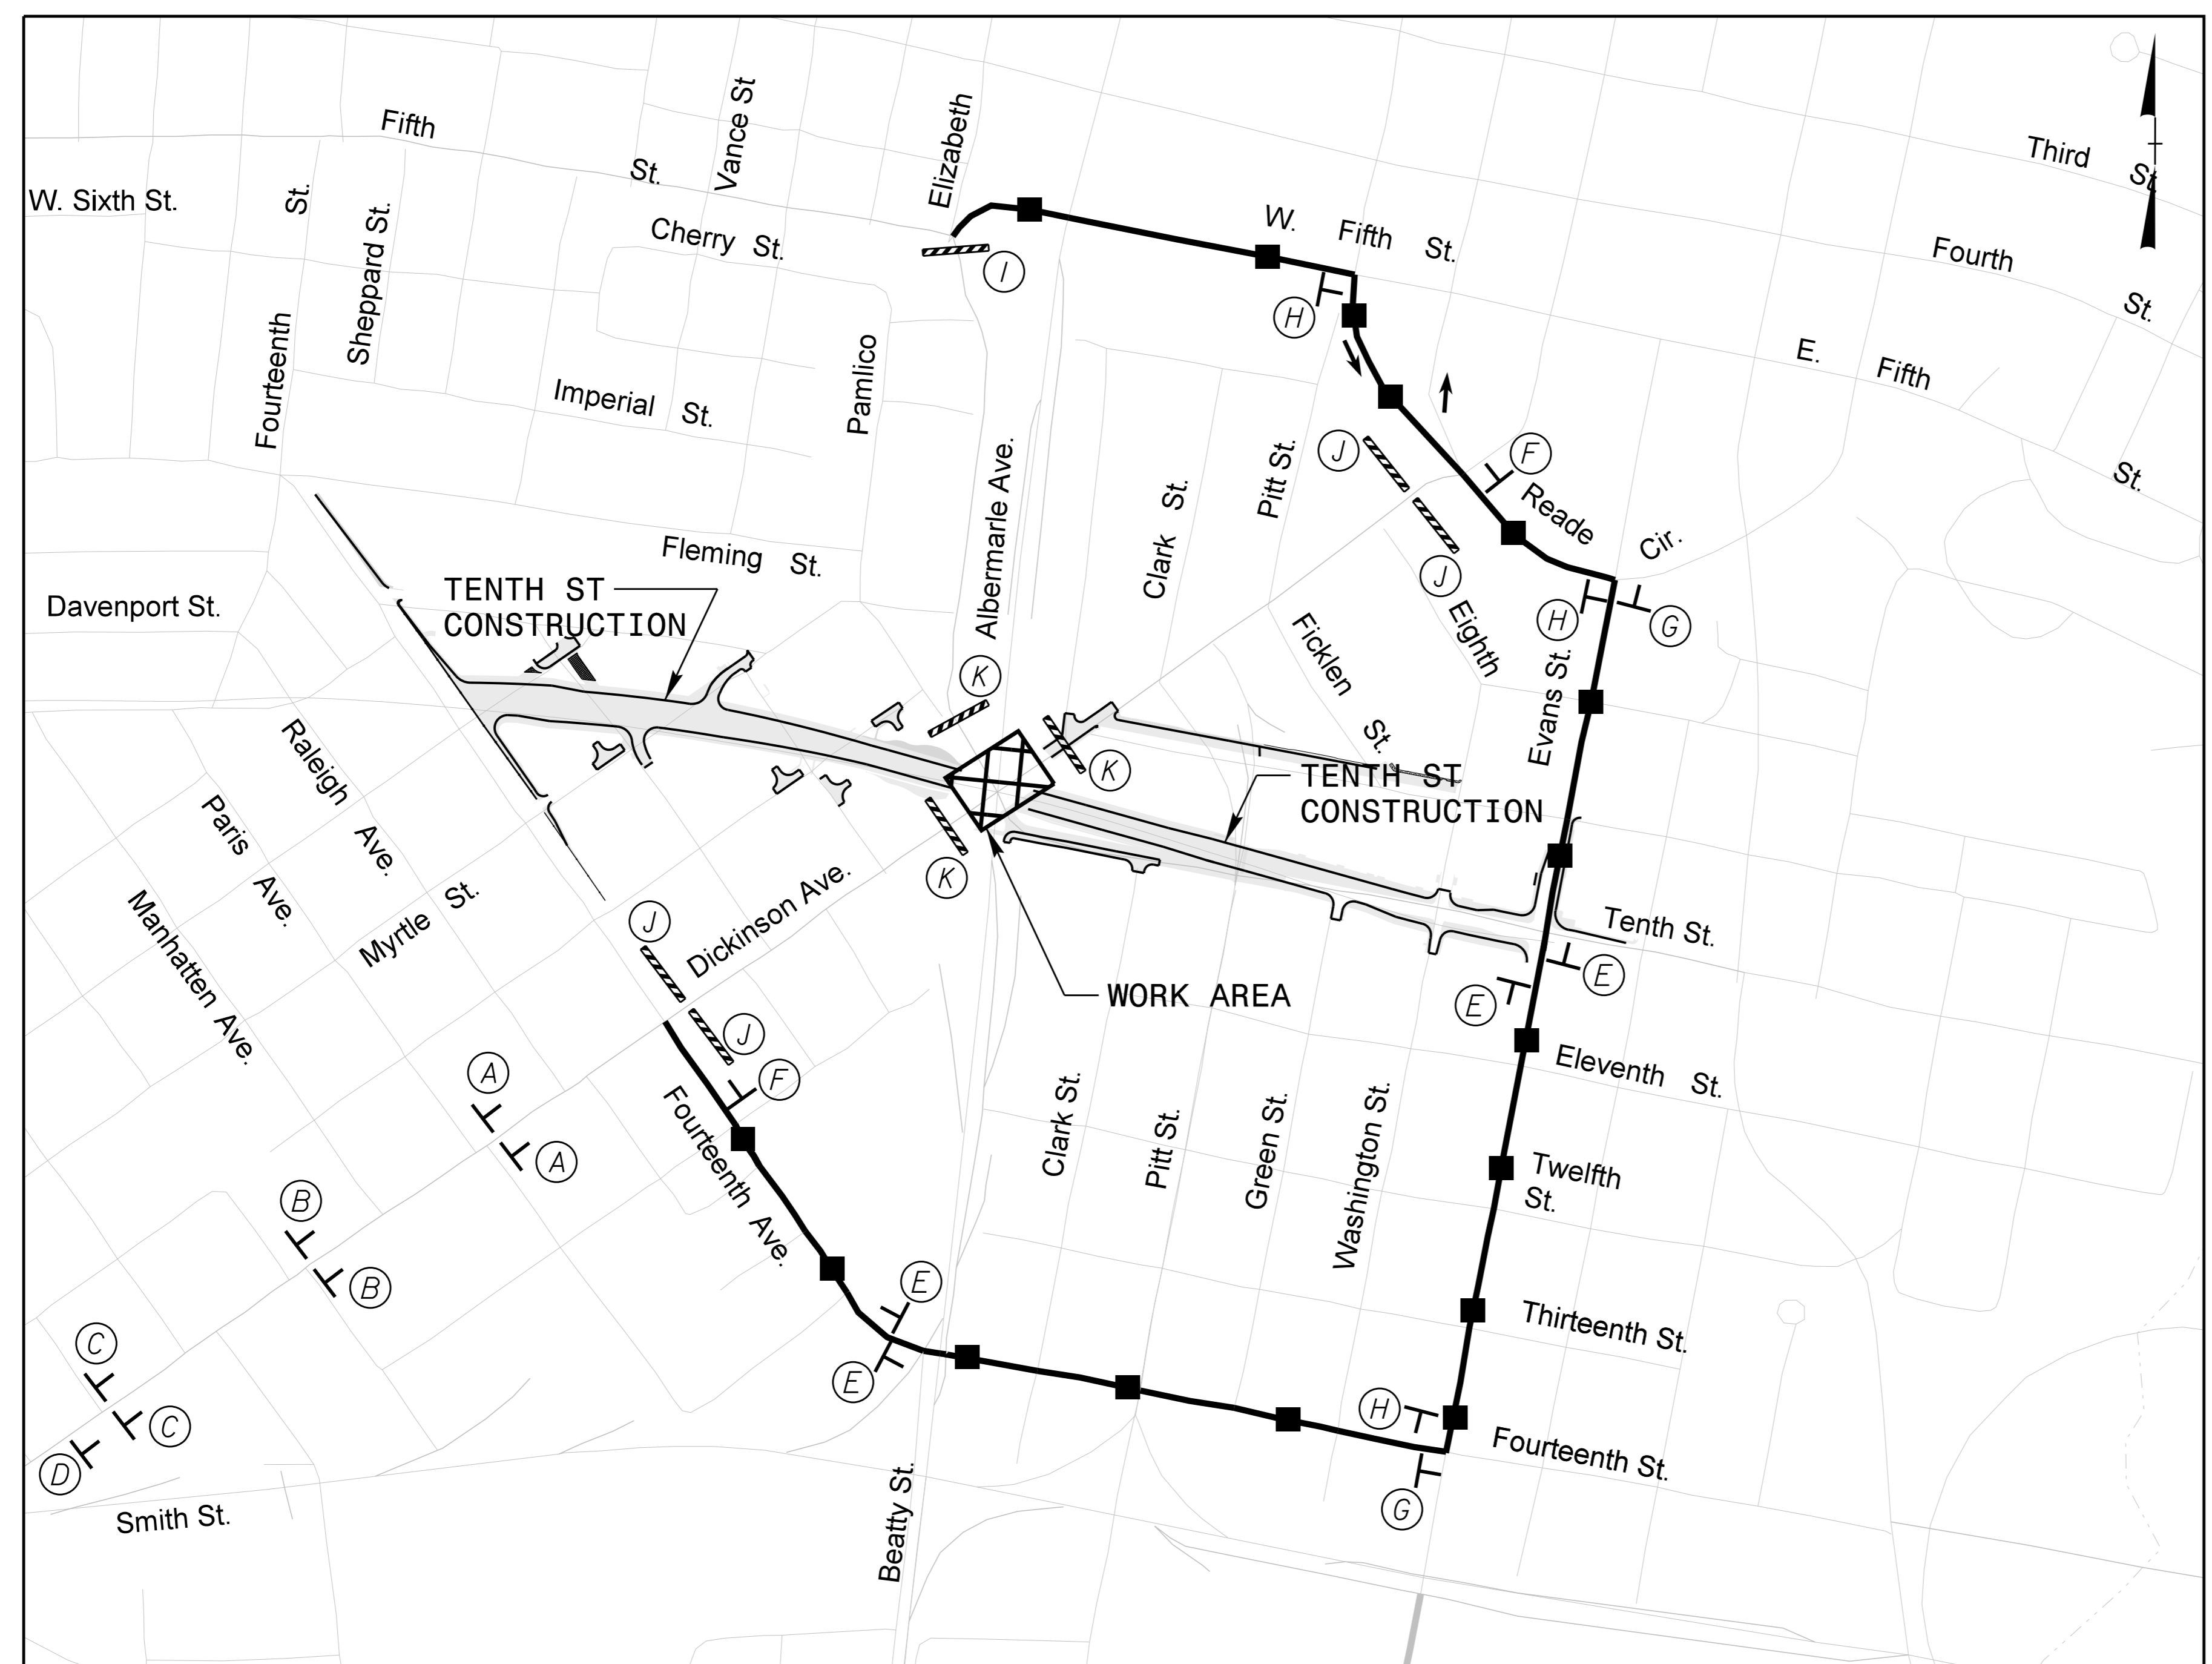 Third St.
Fifth St.
Vance St
Elizabeth
W. Sixth St.
St.
Sheppard St.
Cherry St.
W. Fifth St.
Fourth St.
I
H
Fourteenth
Imperial St.
Pamlico
E. Fifth St.
Albermarle Ave.
Clark St.
Pitt St.
J
F
Reade Cir.
J
Fleming St.
TENTH ST
CONSTRUCTION
Davenport St.
Ficklen St.
Eighth
H
G
Evans St.
K
K
TENTH ST
CONSTRUCTION
Raleigh Ave.
Paris Ave.
Manhatten Ave.
Myrtle St.
K
Dickinson Ave.
J
Tenth St.
E
E
WORK AREA
J
F
Eleventh St.
A
A
Fourteenth Ave.
Clark St.
Pitt St.
Green St.
Washington St.
Twelfth
St.
B
B
E
E
Thirteenth St.
C
C
D
H
Fourteenth St.
G
Smith St.
Beatty St.